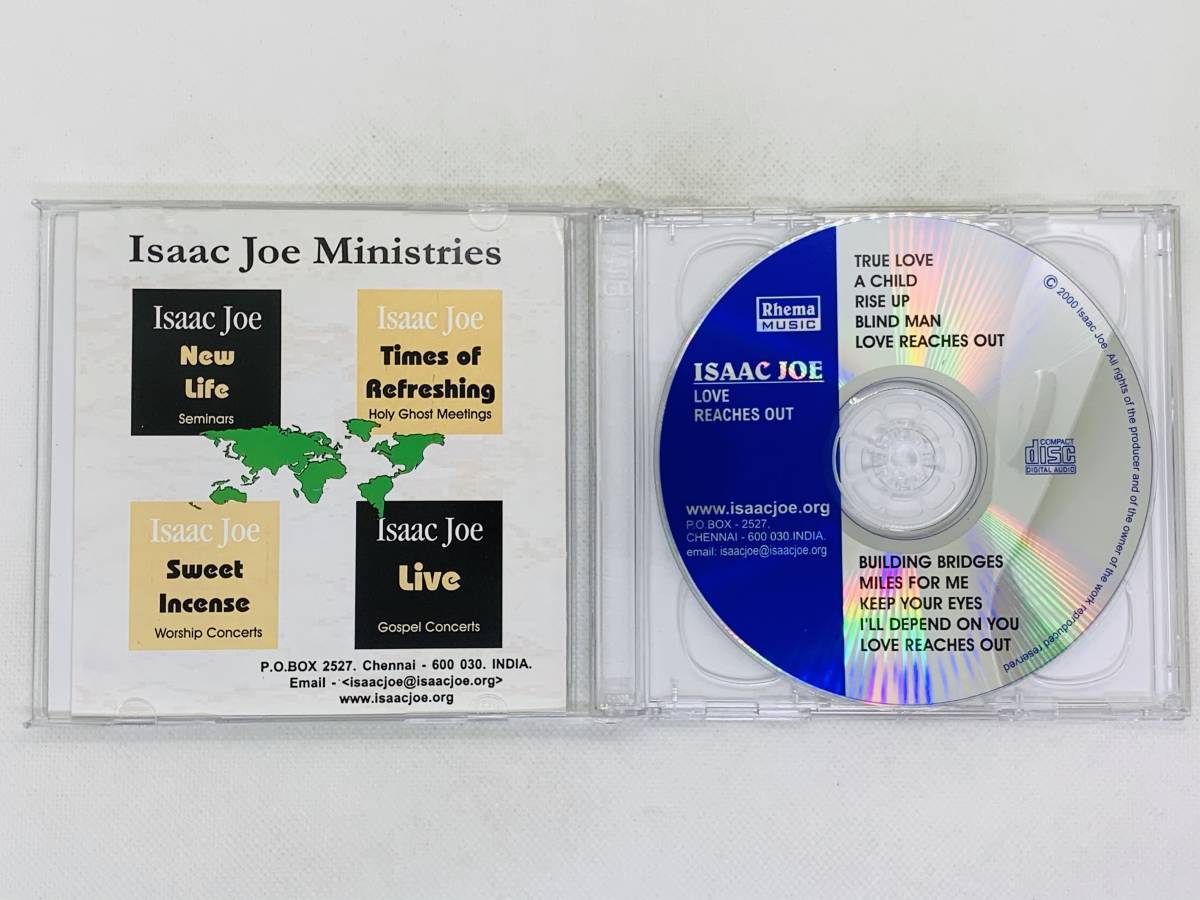 Isaac Joe Ministries
Isaac Joe
New
Life
Seminars
Isaac Joe
Times of
Refreshing
Holy Ghost Meetings
Isaac Joe
Sweet
Incense
Worship Concerts
Isaac Joe
Live
Gospel Concerts
P.O.BOX 2527. Chennai - 600 030. INDIA.
Email - <isaacjoe@isaacjoe.org>
www.isaacjoe.org
Rhema
MUSIC
ISAAC JOE
LOVE
REACHES OUT
www.isaacjoe.org
P.O.BOX - 2527.
CHENNAI - 600 030.INDIA.
email: isaacjoe@isaacjoe.org
TRUE LOVE
A CHILD
RISE UP
BLIND MAN
LOVE REACHES OUT
COMPACT
disc
DIGITAL AUDIO
BUILDING BRIDGES
MILES FOR ME
KEEP YOUR EYES
I'LL DEPEND ON YOU
LOVE REACHES OUT
© 2000 Isaac Joe. All rights of the producer and of the owner of the work reproduced reserved